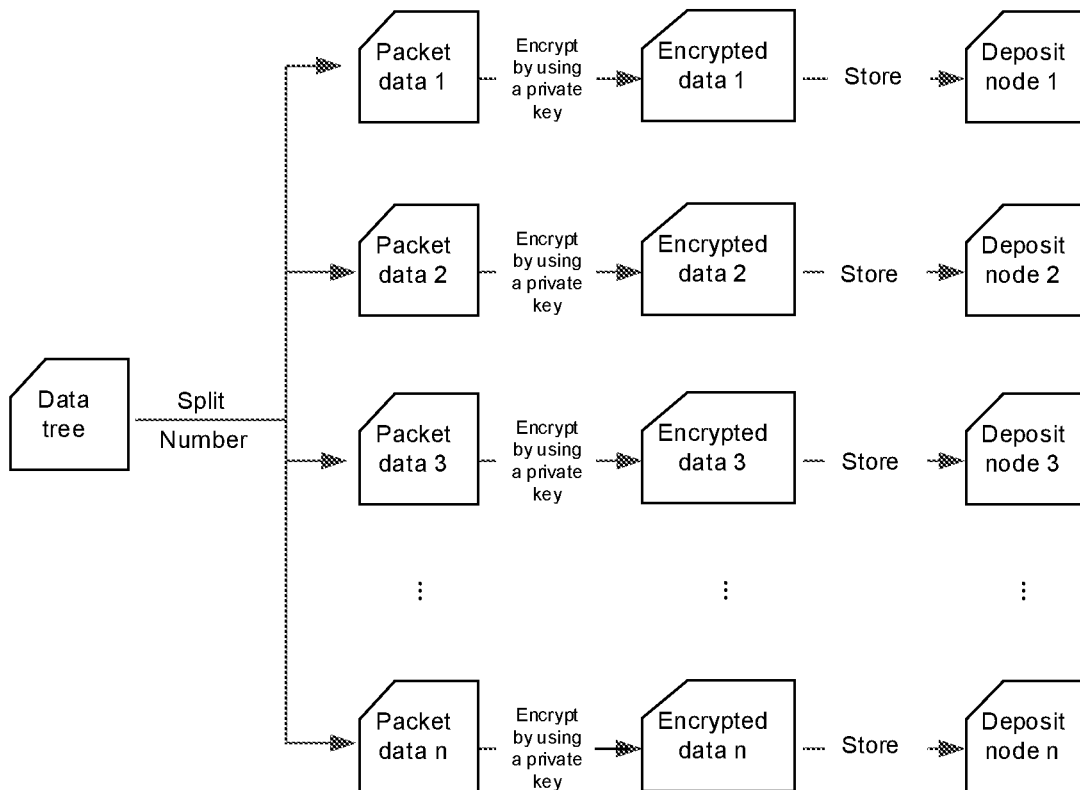 Data
tree
Split
Number
Packet
data 1
Encrypt
by using
a private
key
Encrypted
data 1
Store
Deposit
node 1
Packet
data 2
Encrypt
by using
a private
key
Encrypted
data 2
Store
Deposit
node 2
Packet
data 3
Encrypt
by using
a private
key
Encrypted
data 3
Store
Deposit
node 3
⋮ ⋮ ⋮
Packet
data n
Encrypt
by using
a private
key
Encrypted
data n
Store
Deposit
node n